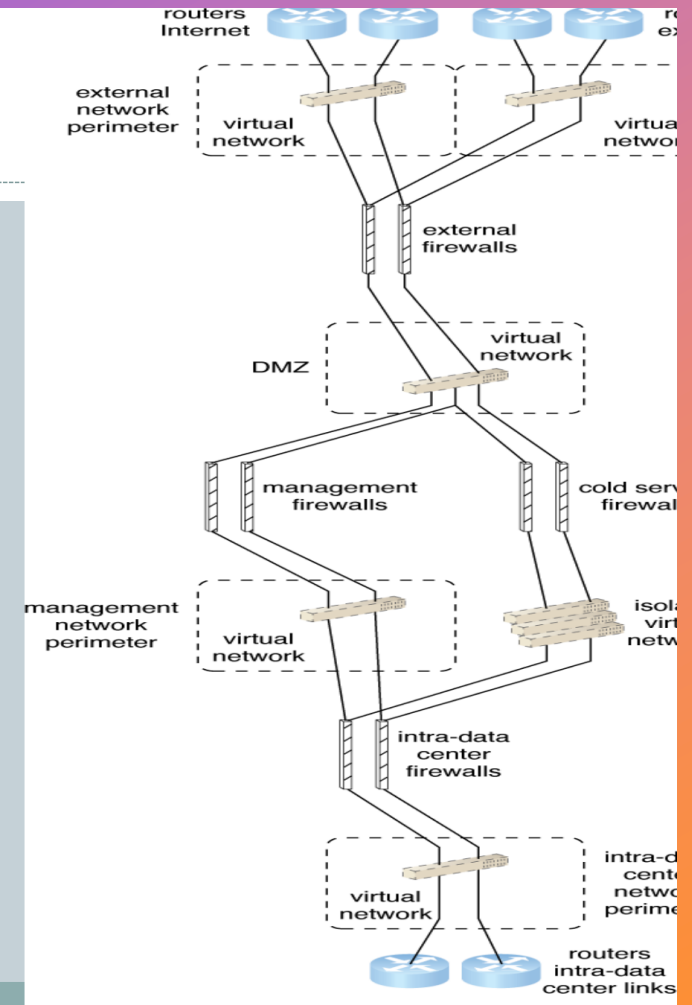 routers
Internet
external
network
perimeter
virtual
network
external
firewalls
DMZ
virtual
network
management
firewalls
cold
management
network
perimeter
virtual
network
intra-data
center
firewalls
virtual
network
routers
intra-data
center links